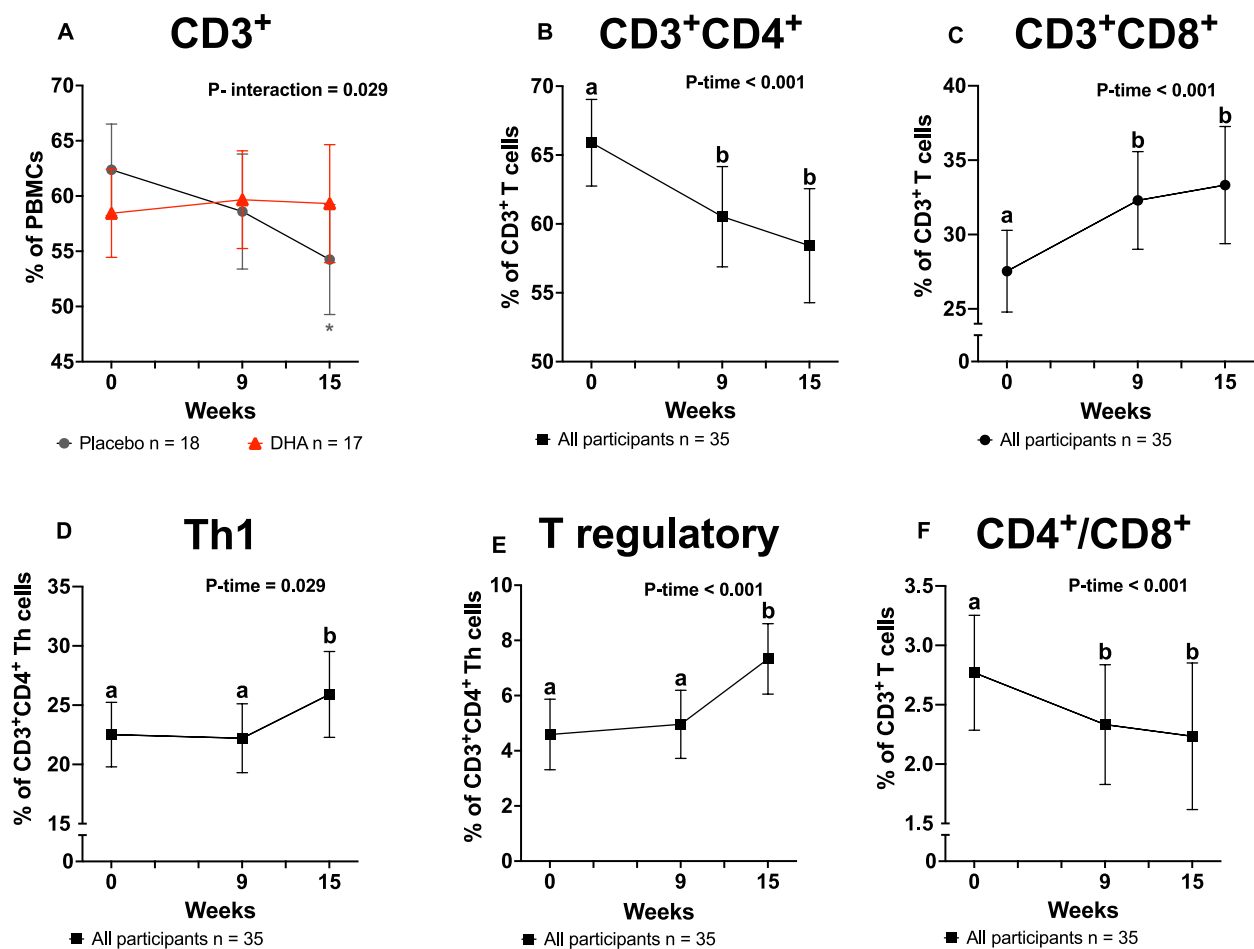 A CD3⁺
P- interaction = 0.029
% of PBMCs
70
65
60
55
50
45
*
0 9 15
Weeks
Placebo n = 18 DHA n = 17
B CD3⁺CD4⁺
P-time < 0.001
% of CD3⁺ T cells
70
65
60
55
50
a b b
0 9 15
Weeks
All participants n = 35
C CD3⁺CD8⁺
P-time < 0.001
% of CD3⁺ T cells
40
35
30
25
0
a b b
0 9 15
Weeks
All participants n = 35
D Th1
P-time = 0.029
% of CD3⁺CD4⁺ Th cells
35
30
25
20
15
0
a a b
0 9 15
Weeks
All participants n = 35
E T regulatory
P-time < 0.001
% of CD3⁺CD4⁺ Th cells
10
8
6
4
2
0
a a b
0 9 15
Weeks
All participants n = 35
F CD4⁺/CD8⁺
P-time < 0.001
% of CD3⁺ T cells
3.5
3.0
2.5
2.0
1.5
0
a b b
0 9 15
Weeks
All participants n = 35